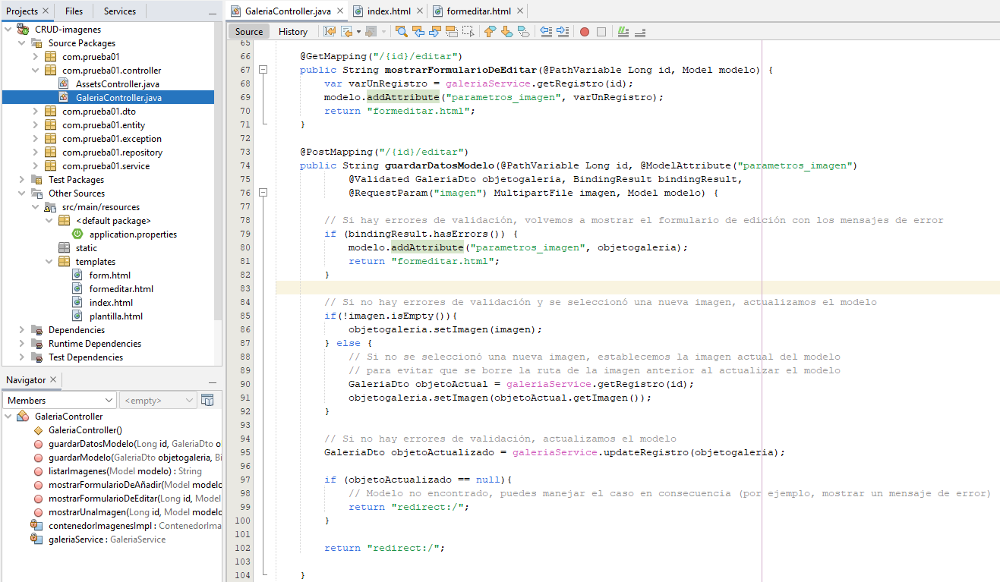 Projects
Files
Services
CRUD-imagenes
Source Packages
com.prueba01
com.prueba01.controller
AssetsController.java
GaleriaController.java
com.prueba01.dto
com.prueba01.entity
com.prueba01.exception
com.prueba01.repository
com.prueba01.service
Test Packages
Other Sources
src/main/resources
<default package>
application.properties
static
templates
form.html
formeditar.html
index.html
plantilla.html
Dependencies
Runtime Dependencies
Test Dependencies
Navigator
Members
<empty>
GaleriaController
GaleriaController()
guardarDatosModelo(Long id, GaleriaDto o
guardarModelo(GaleriaDto objetogaleria, Bi
listarImagenes(Model modelo) : String
mostrarFormularioDeAñadir(Model modelo
mostrarFormularioDeEditar(Long id, Model
mostrarUnaImagen(Long id, Model modelo
contenedorImagenesImpl : ContenedorIma
galeriaService : GaleriaService
GaleriaController.java
index.html
formeditar.html
Source
History
65
66 @GetMapping("/{id}/editar")
67 public String mostrarFormularioDeEditar(@PathVariable Long id, Model modelo) {
68 var varUnRegistro = galeriaService.getRegistro(id);
69 modelo.addAttribute("parametros_imagen", varUnRegistro);
70 return "formeditar.html";
71 }
72
73 @PostMapping("/{id}/editar")
74 public String guardarDatosModelo(@PathVariable Long id, @ModelAttribute("parametros_imagen")
75 @Validated GaleriaDto objetogaleria, BindingResult bindingResult,
76 @RequestParam("imagen") MultipartFile imagen, Model modelo) {
77
78 // Si hay errores de validación, volvemos a mostrar el formulario de edición con los mensajes de error
79 if (bindingResult.hasErrors()) {
80 modelo.addAttribute("parametros_imagen", objetogaleria);
81 return "formeditar.html";
82 }
83
84 // Si no hay errores de validación y se seleccionó una nueva imagen, actualizamos el modelo
85 if(!imagen.isEmpty()){
86 objetogaleria.setImagen(imagen);
87 } else {
88 // Si no se seleccionó una nueva imagen, establecemos la imagen actual del modelo
89 // para evitar que se borre la ruta de la imagen anterior al actualizar el modelo
90 GaleriaDto objetoActual = galeriaService.getRegistro(id);
91 objetogaleria.setImagen(objetoActual.getImagen());
92 }
93
94 // Si no hay errores de validación, actualizamos el modelo
95 GaleriaDto objetoActualizado = galeriaService.updateRegistro(objetogaleria);
96
97 if (objetoActualizado == null){
98 // Modelo no encontrado, puedes manejar el caso en consecuencia (por ejemplo, mostrar un mensaje de error)
99 return "redirect:/";
100 }
101
102 return "redirect:/";
103
104 }